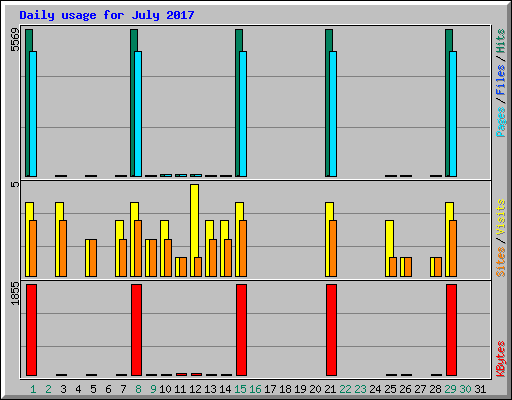 Daily usage for July 2017
5569
Pages / Files / Hits
5
Sites / Visits
1855
KBytes
1 2 3 4 5 6 7 8 9 10 11 12 13 14 15 16 17 18 19 20 21 22 23 24 25 26 27 28 29 30 31